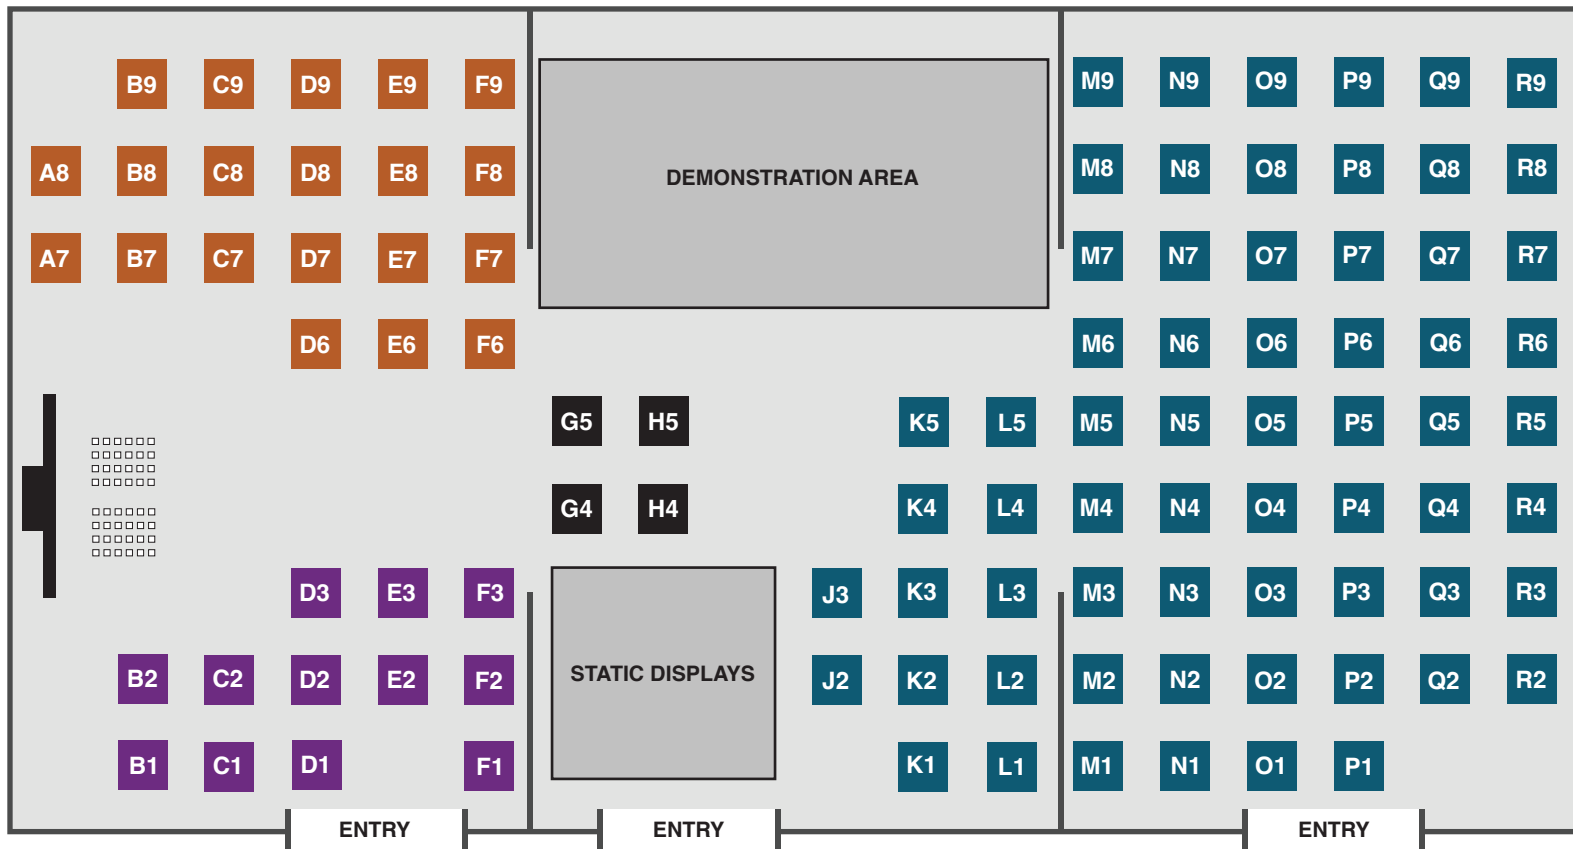 B9 C9 D9 E9 F9 M9 N9 O9 P9 Q9 R9
A8 B8 C8 D8 E8 F8 DEMONSTRATION AREA M8 N8 O8 P8 Q8 R8
A7 B7 C7 D7 E7 F7 M7 N7 O7 P7 Q7 R7
D6 E6 F6 M6 N6 O6 P6 Q6 R6
G5 H5 K5 L5 M5 N5 O5 P5 Q5 R5
G4 H4 K4 L4 M4 N4 O4 P4 Q4 R4
D3 E3 F3 J3 K3 L3 M3 N3 O3 P3 Q3 R3
B2 C2 D2 E2 F2 STATIC DISPLAYS J2 K2 L2 M2 N2 O2 P2 Q2 R2
B1 C1 D1 F1 K1 L1 M1 N1 O1 P1
ENTRY ENTRY ENTRY